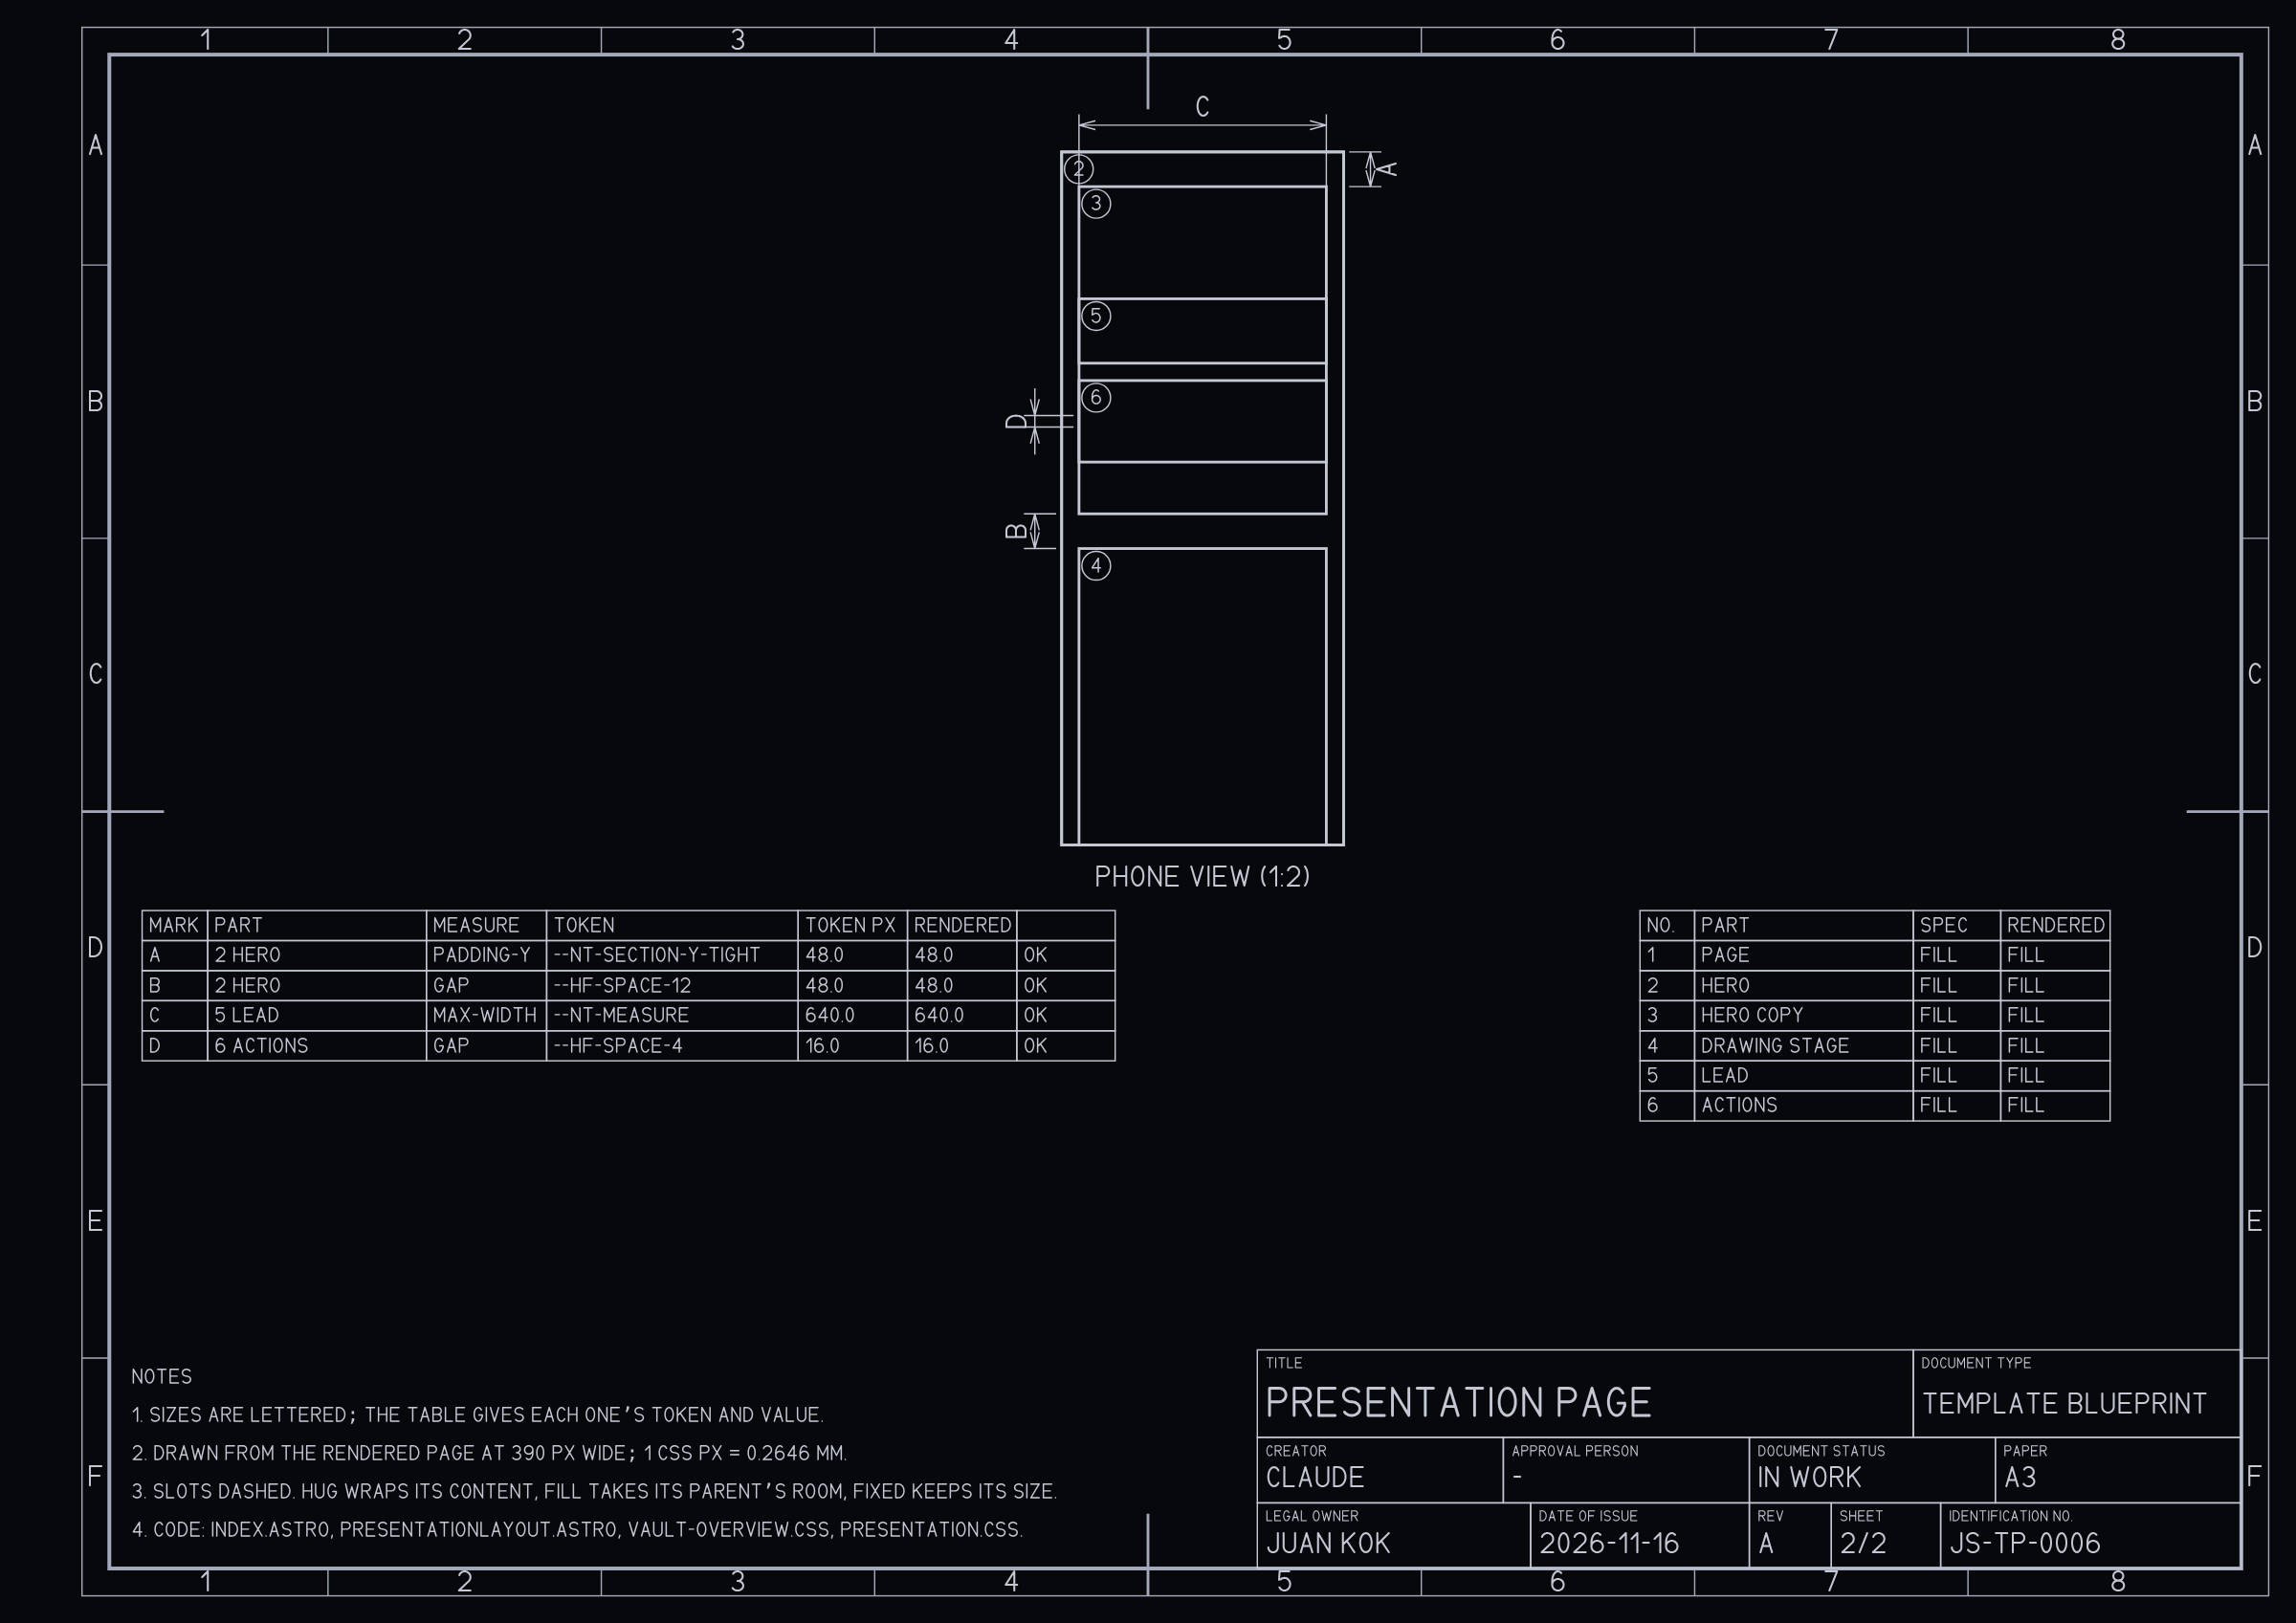 1 2 3 4 5 6 7 8
A A
B B
C C
D D
E E
F F
C
2
A
3
5
6
D
B
4
PHONE VIEW (1:2)
MARK PART MEASURE TOKEN TOKEN PX RENDERED
A 2 HERO PADDING-Y --NT-SECTION-Y-TIGHT 48.0 48.0 OK
B 2 HERO GAP --HF-SPACE-12 48.0 48.0 OK
C 5 LEAD MAX-WIDTH --NT-MEASURE 640.0 640.0 OK
D 6 ACTIONS GAP --HF-SPACE-4 16.0 16.0 OK
NO. PART SPEC RENDERED
1 PAGE FILL FILL
2 HERO FILL FILL
3 HERO COPY FILL FILL
4 DRAWING STAGE FILL FILL
5 LEAD FILL FILL
6 ACTIONS FILL FILL
NOTES
1. SIZES ARE LETTERED; THE TABLE GIVES EACH ONE'S TOKEN AND VALUE.
2. DRAWN FROM THE RENDERED PAGE AT 390 PX WIDE; 1 CSS PX = 0.2646 MM.
3. SLOTS DASHED. HUG WRAPS ITS CONTENT, FILL TAKES ITS PARENT'S ROOM, FIXED KEEPS ITS SIZE.
4. CODE: INDEX.ASTRO, PRESENTATIONLAYOUT.ASTRO, VAULT-OVERVIEW.CSS, PRESENTATION.CSS.
TITLE DOCUMENT TYPE
PRESENTATION PAGE TEMPLATE BLUEPRINT
CREATOR APPROVAL PERSON DOCUMENT STATUS PAPER
CLAUDE - IN WORK A3
LEGAL OWNER DATE OF ISSUE REV SHEET IDENTIFICATION NO.
JUAN KOK 2026-11-16 A 2/2 JS-TP-0006
1 2 3 4 5 6 7 8